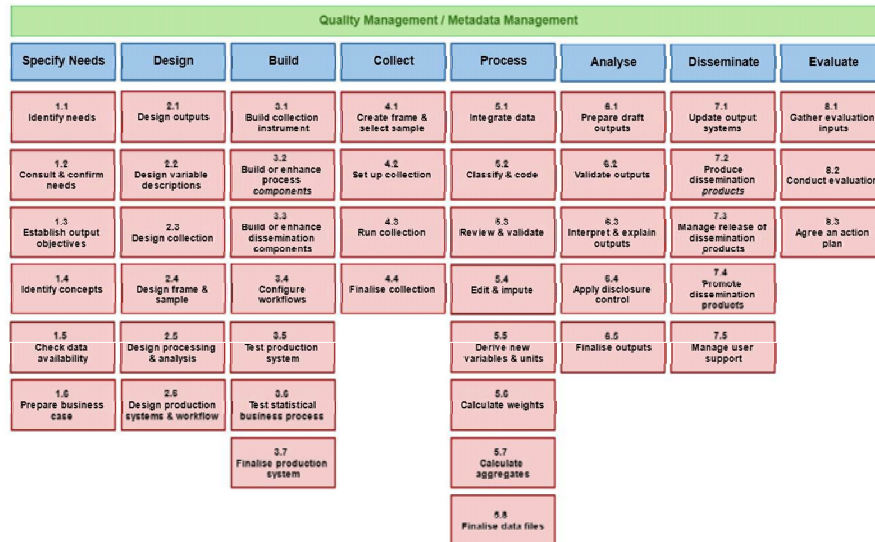 Quality Management / Metadata Management
Specify Needs
Design
Build
Collect
Process
Analyse
Disseminate
Evaluate
1.1
Identify needs
2.1
Design outputs
3.1
Build collection
instrument
4.1
Create frame &
select sample
5.1
Integrate data
6.1
Prepare draft
outputs
7.1
Update output
systems
8.1
Gather evaluation
inputs
1.2
Consult & confirm
needs
2.2
Design variable
descriptions
3.2
Build or enhance
process
components
4.2
Set up collection
5.2
Classify & code
6.2
Validate outputs
7.2
Produce
dissemination
products
8.2
Conduct evaluation
1.3
Establish output
objectives
2.3
Design collection
3.3
Build or enhance
dissemination
components
4.3
Run collection
5.3
Review & validate
6.3
Interpret & explain
outputs
7.3
Manage release of
dissemination
products
8.3
Agree an action
plan
1.4
Identify concepts
2.4
Design frame &
sample
3.4
Configure
workflows
4.4
Finalise collection
5.4
Edit & impute
6.4
Apply disclosure
control
7.4
Promote
dissemination
products
1.5
Check data
availability
2.5
Design processing
& analysis
3.5
Test production
system
5.5
Derive new
variables & units
6.5
Finalise outputs
7.5
Manage user
support
1.6
Prepare business
case
2.6
Design production
systems & workflow
3.6
Test statistical
business process
5.6
Calculate weights
3.7
Finalise production
system
5.7
Calculate
aggregates
5.8
Finalise data files